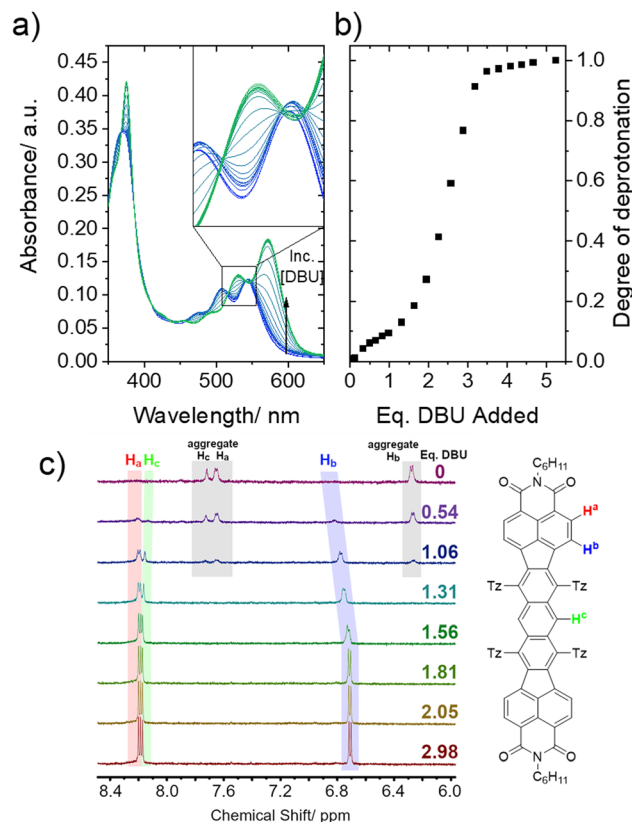 a)
b)
Absorbance/ a.u.
0.45
0.40
0.35
0.30
0.25
0.20
0.15
0.10
0.05
0.00
400
500
600
Wavelength/ nm
Inc.
[DBU]
1.0
0.8
0.6
0.4
0.2
0.0
Degree of deprotonation
0 1 2 3 4 5
Eq. DBU Added
c)
Ha Hc
aggregate
Hc Ha
Hb
aggregate
Hb
Eq. DBU
0
0.54
1.06
1.31
1.56
1.81
2.05
2.98
8.4 8.0 7.6 7.2 6.8 6.4 6.0
Chemical Shift/ ppm
C6H11
O N O
Ha
Hb
Tz Tz
Hc
Tz Tz
O N O
C6H11